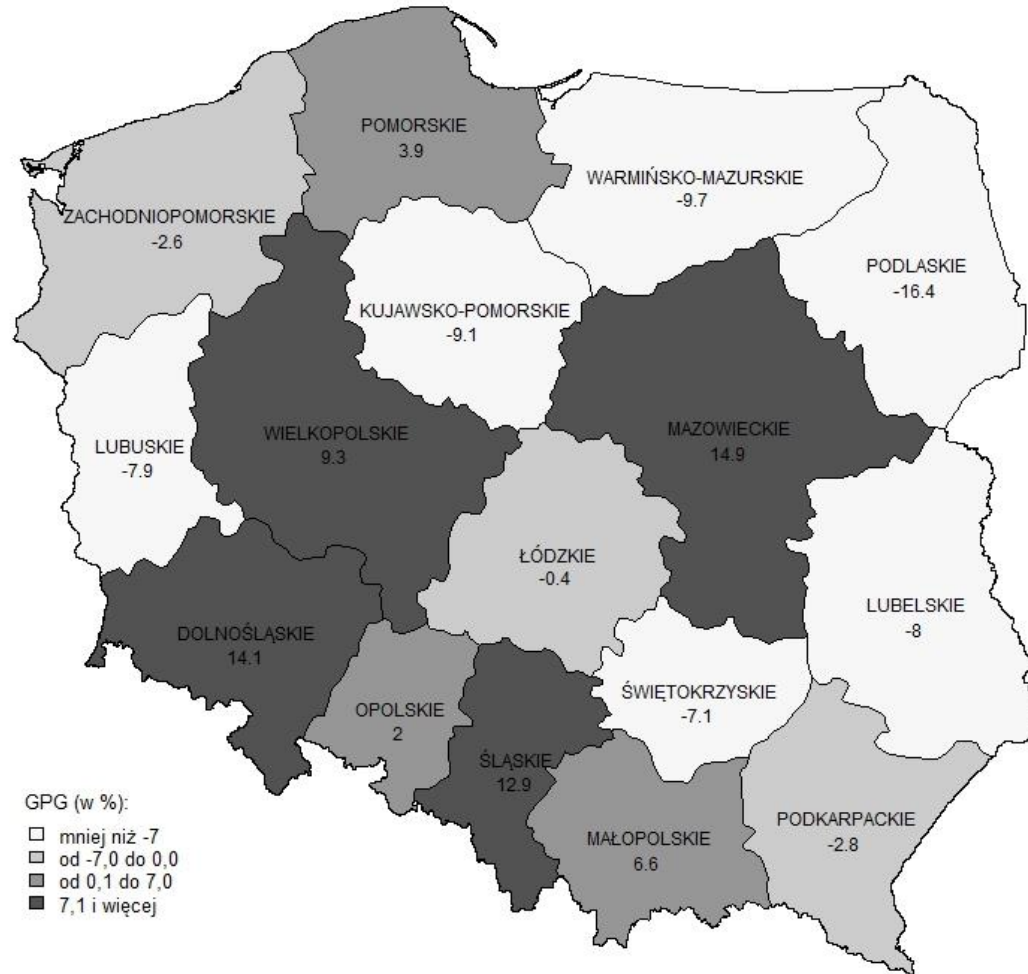 POMORSKIE
3.9
WARMIŃSKO-MAZURSKIE
-9.7
ZACHODNIOPOMORSKIE
-2.6
PODLASKIE
-16.4
KUJAWSKO-POMORSKIE
-9.1
MAZOWIECKIE
14.9
WIELKOPOLSKIE
9.3
LUBUSKIE
-7.9
ŁÓDZKIE
-0.4
LUBELSKIE
-8
DOLNOŚLĄSKIE
14.1
ŚWIĘTOKRZYSKIE
-7.1
OPOLSKIE
2
ŚLĄSKIE
12.9
MAŁOPOLSKIE
6.6
PODKARPACKIE
-2.8
GPG (w %):
mniej niż -7
od -7,0 do 0,0
od 0,1 do 7,0
7,1 i więcej